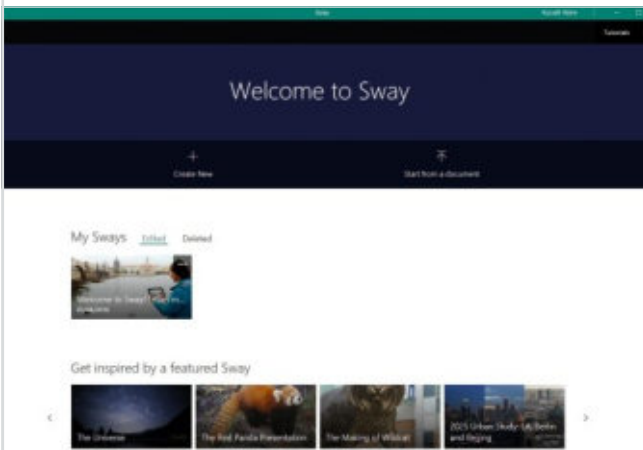 Sway
Tutorials
Welcome to Sway
Create New
Start from a document
My Sways Edited Deleted
Welcome to Sway!
Get inspired by a featured Sway
The Universe
The Red Panda Presentation
The Making of Wildcat
2025 Urban Study: LA, Berlin
and Beijing